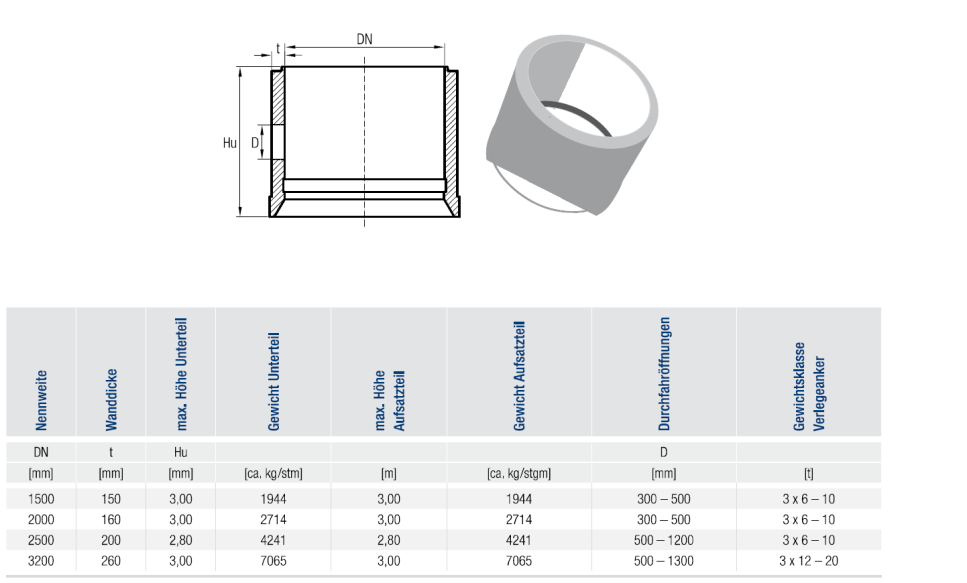 DN
t
Hu
D
Nennweite
Wanddicke
max. Höhe Unterteil
Gewicht Unterteil
max. Höhe
Aufsatzteil
Gewicht Aufsatzteil
Durchfahröffnungen
Gewichtsklasse
Verlegeanker
DN t Hu D
[mm] [mm] [mm] [ca. kg/stm] [m] [ca. kg/stgm] [mm] [t]
1500 150 3,00 1944 3,00 1944 300 – 500 3 x 6 – 10
2000 160 3,00 2714 3,00 2714 300 – 500 3 x 6 – 10
2500 200 2,80 4241 2,80 4241 500 – 1200 3 x 6 – 10
3200 260 3,00 7065 3,00 7065 500 – 1300 3 x 12 – 20